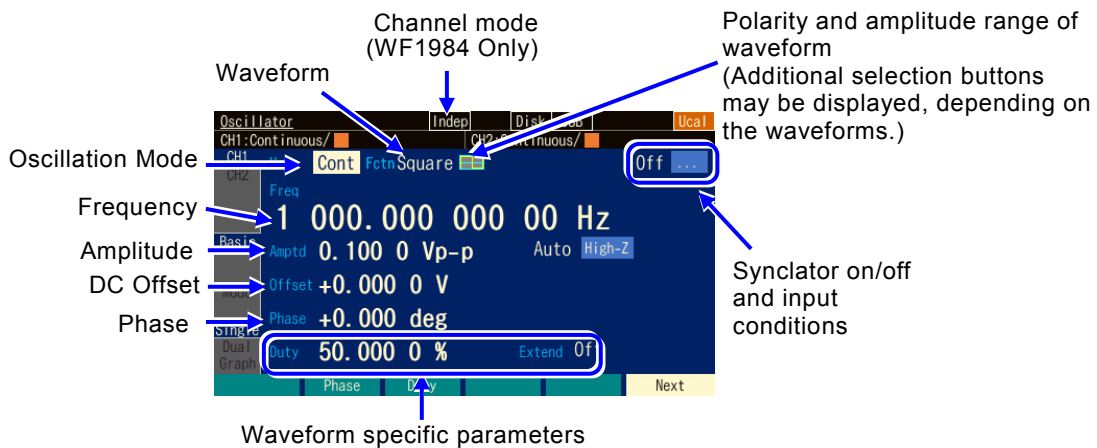 Channel mode
(WF1984 Only)
Polarity and amplitude range of
waveform
(Additional selection buttons
may be displayed, depending on
the waveforms.)
Waveform
Oscillator Indep Disk Ucal
CH1:Continuous/ CH2:Continuous/
Oscillation Mode
CH1 Cont Fctn Square Off ...
CH2
Freq
Frequency
1 000.000 000 00 Hz
Basic
Amplitude
Amptd 0.100 0 Vp-p Auto High-Z
DC Offset
Offset +0.000 0 V
Mode
Phase
Phase +0.000 deg
Single
Dual
Graph
Duty 50.000 0 % Extend Off
Phase Duty Next
Synclator on/off
and input
conditions
Waveform specific parameters